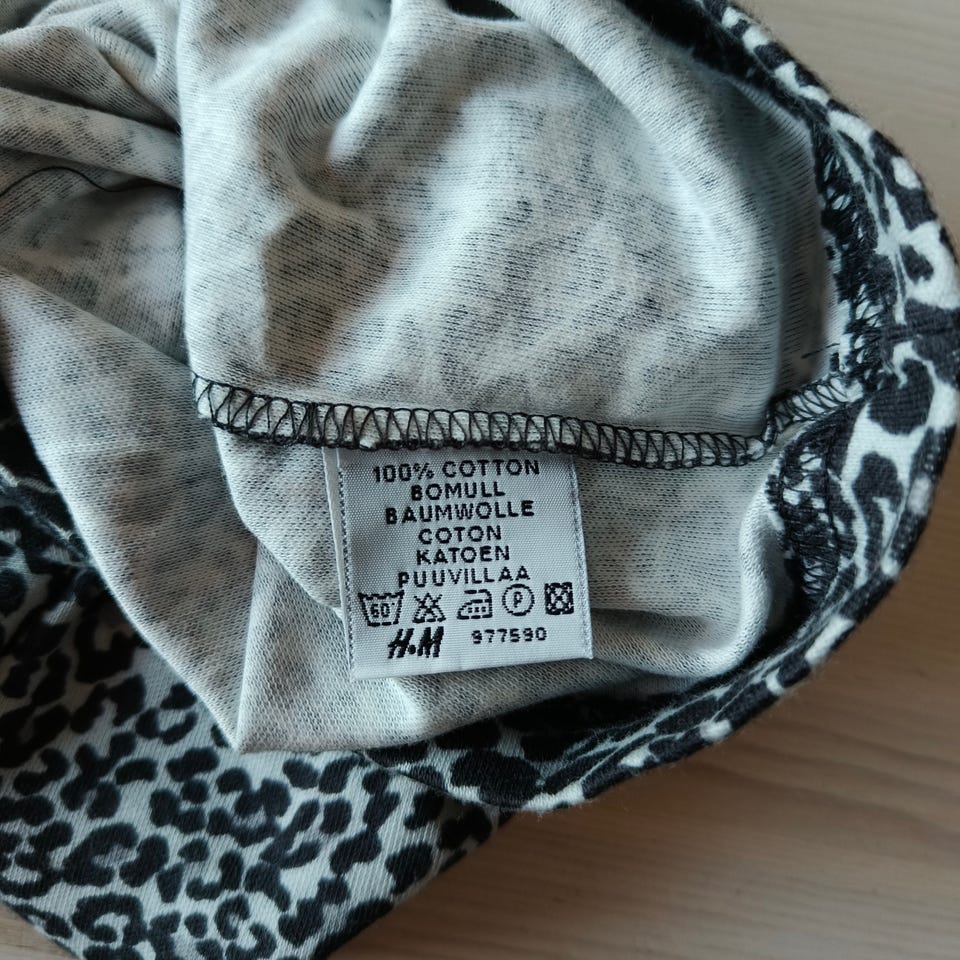 100% COTTON
BOMULL
BAUMWOLLE
COTON
KATOEN
PUUVILLAA
60 P
H&M 977590